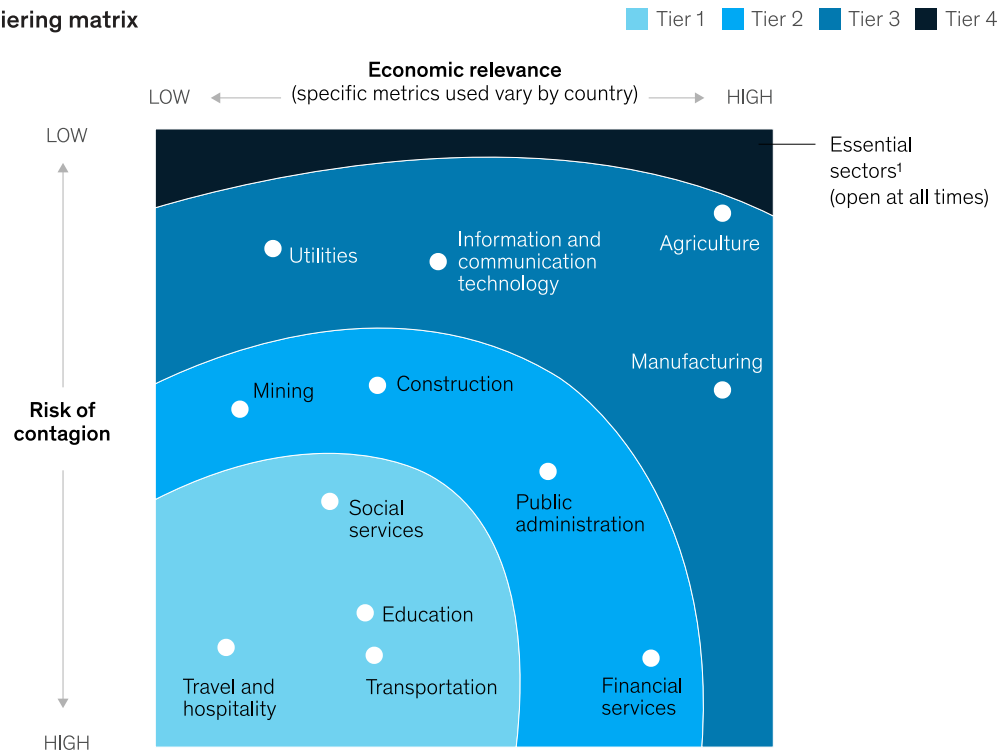 iering matrix
Tier 1
Tier 2
Tier 3
Tier 4
Economic relevance
LOW
(specific metrics used vary by country)
HIGH
LOW
Essential
sectors¹
(open at all times)
Agriculture
Utilities
Information and
communication
technology
Manufacturing
Mining
Construction
Risk of
contagion
Social
services
Public
administration
Education
Travel and
hospitality
Transportation
Financial
services
HIGH